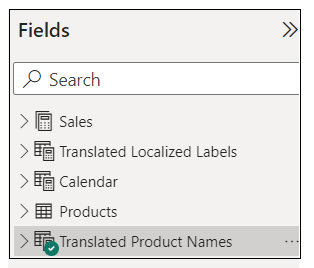 Fields
Search
Sales
Translated Localized Labels
Calendar
Products
Translated Product Names